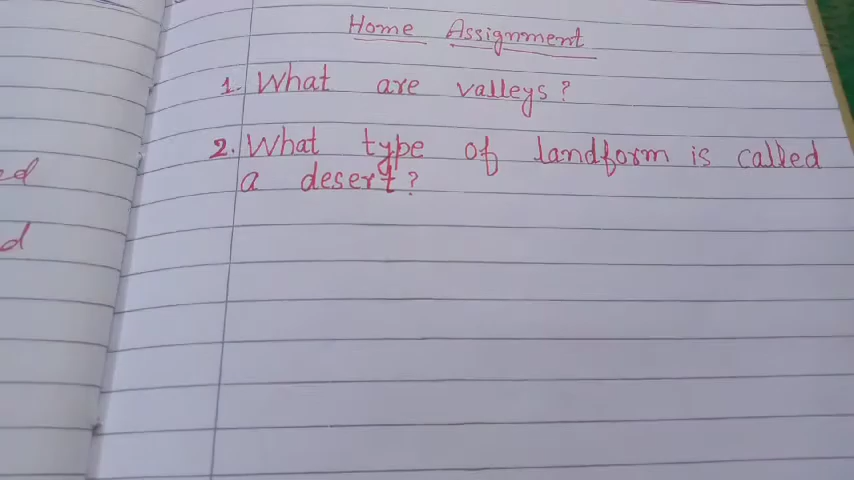 Home Assignment
1. What are valleys?
2. What type of landform is called
a desert?
d